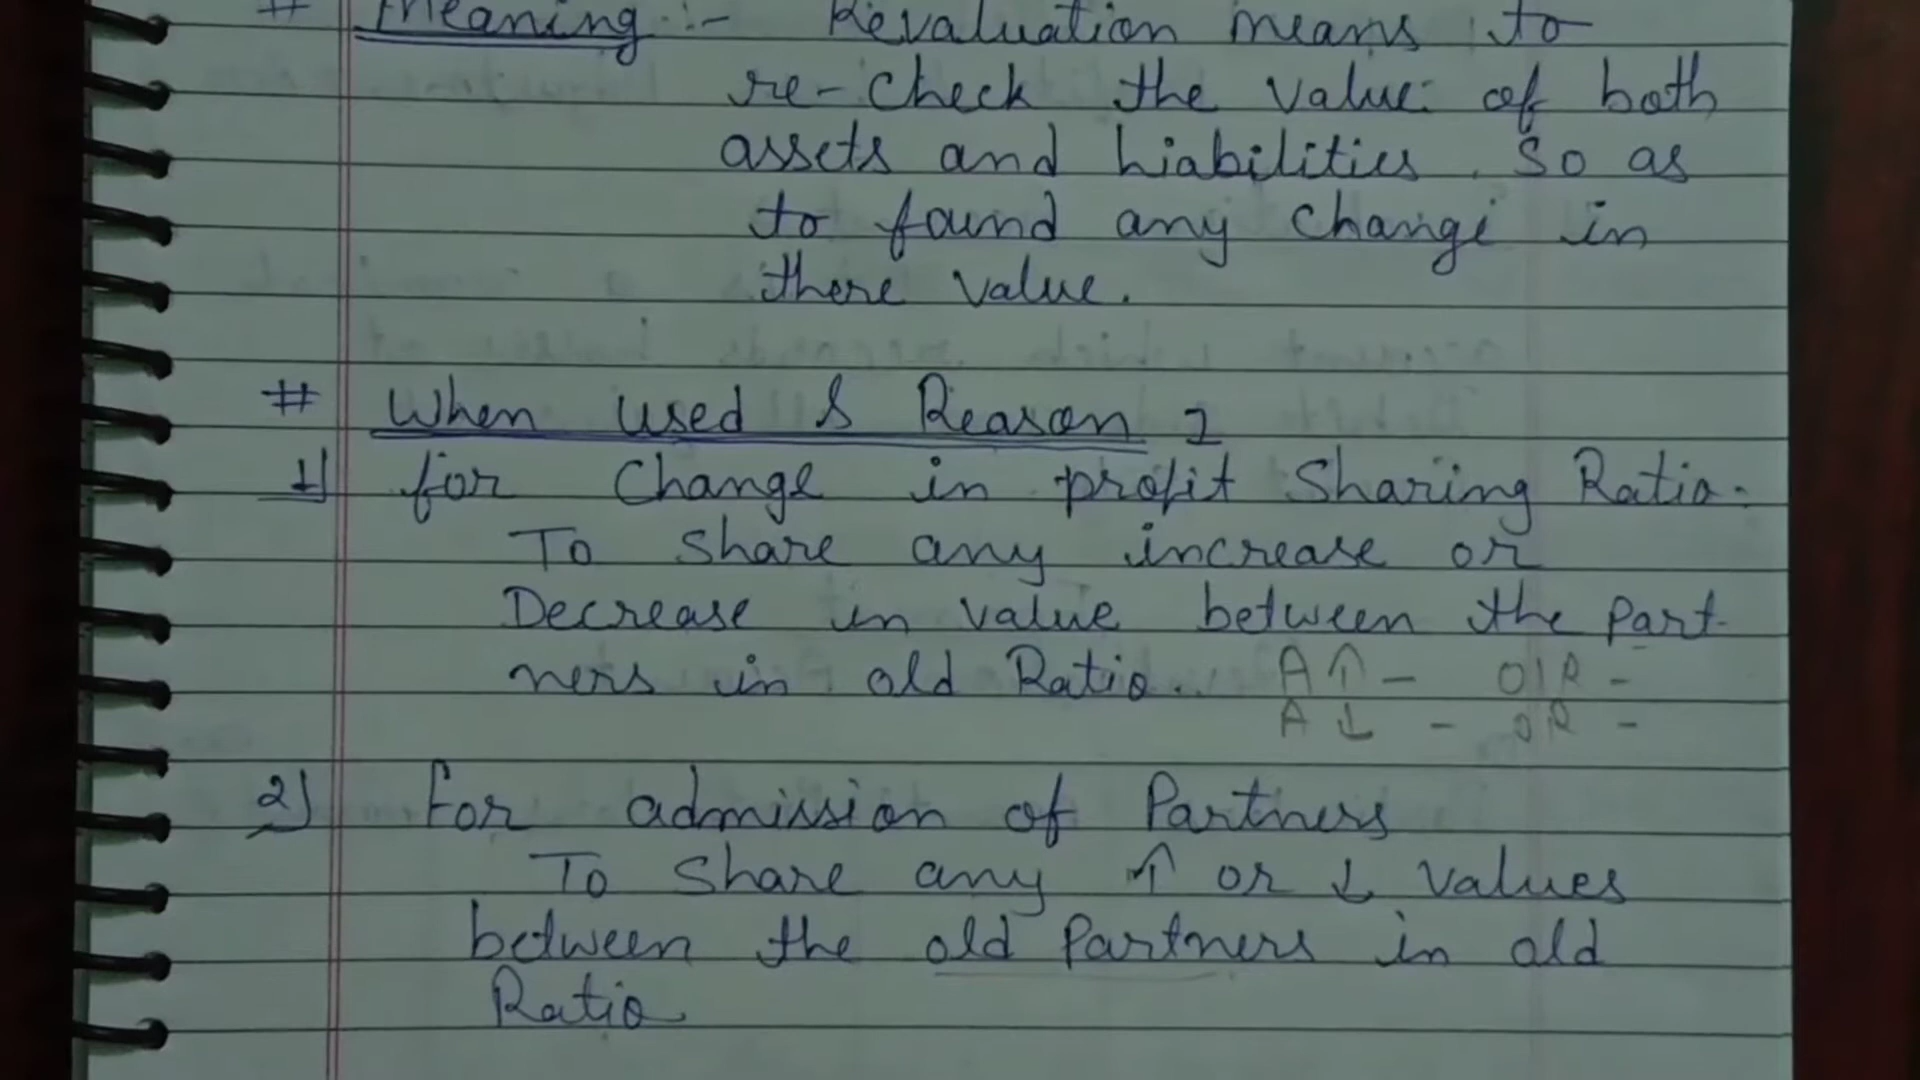 # Meaning :- Revaluation means to
re-check the value of both
assets and Liabilities. So as
to found any change in
there value.
# When used & Reason
1) for Change in profit Sharing Ratio.
To share any increase or
Decrease in value between the Part-
ners in old Ratio. A↑ - O/R -
A ↓ - OR -
2) For admission of Partners
To Share any ↑ or ↓ values
between the old Partners in old
Ratio